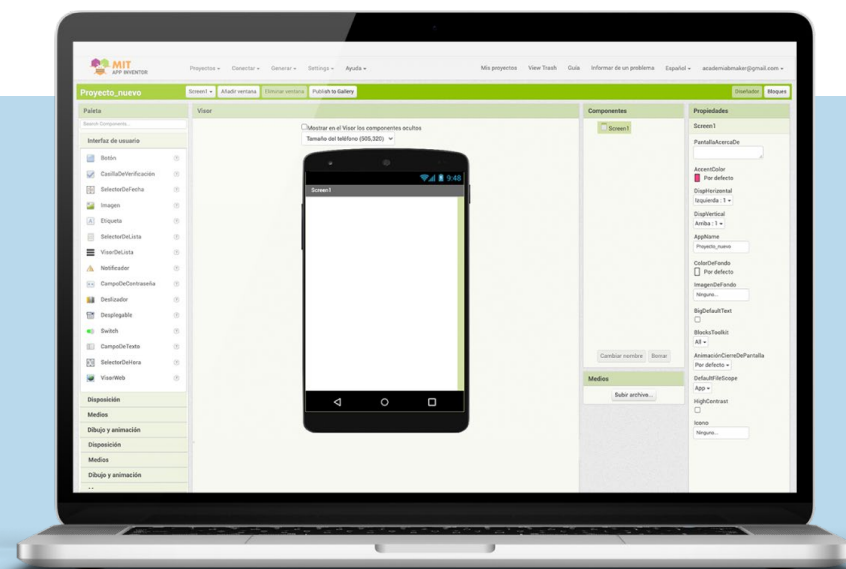 MIT
APP INVENTOR
Proyectos
Conectar
Generar
Settings
Ayuda
Mis proyectos
View Trash
Guía
Informar de un problema
Español
academiabmaker@gmail.com
Proyecto_nuevo
Screen1
Añadir ventana
Eliminar ventana
Publish to Gallery
Diseñador
Bloques
Paleta
Search Components...
Interfaz de usuario
Botón
CasillaDeVerificación
SelectorDeFecha
Imagen
Etiqueta
SelectorDeLista
VisorDeLista
Notificador
CampoDeContraseña
Deslizador
Desplegable
Switch
CampoDeTexto
SelectorDeHora
VisorWeb
Disposición
Medios
Dibujo y animación
Disposición
Medios
Dibujo y animación
Visor
Mostrar en el Visor los componentes ocultos
Tamaño del teléfono (505,320)
9:48
Screen1
Componentes
Screen1
Cambiar nombre
Borrar
Medios
Subir archivo...
Propiedades
Screen1
PantallaAcercaDe
AccentColor
Por defecto
DispHorizontal
Izquierda : 1
DispVertical
Arriba : 1
AppName
Proyecto_nuevo
ColorDeFondo
Por defecto
ImagenDeFondo
Ninguno...
BigDefaultText
BlocksToolkit
All
AnimaciónCierreDePantalla
Por defecto
DefaultFileScope
App
HighContrast
Icono
Ninguno...